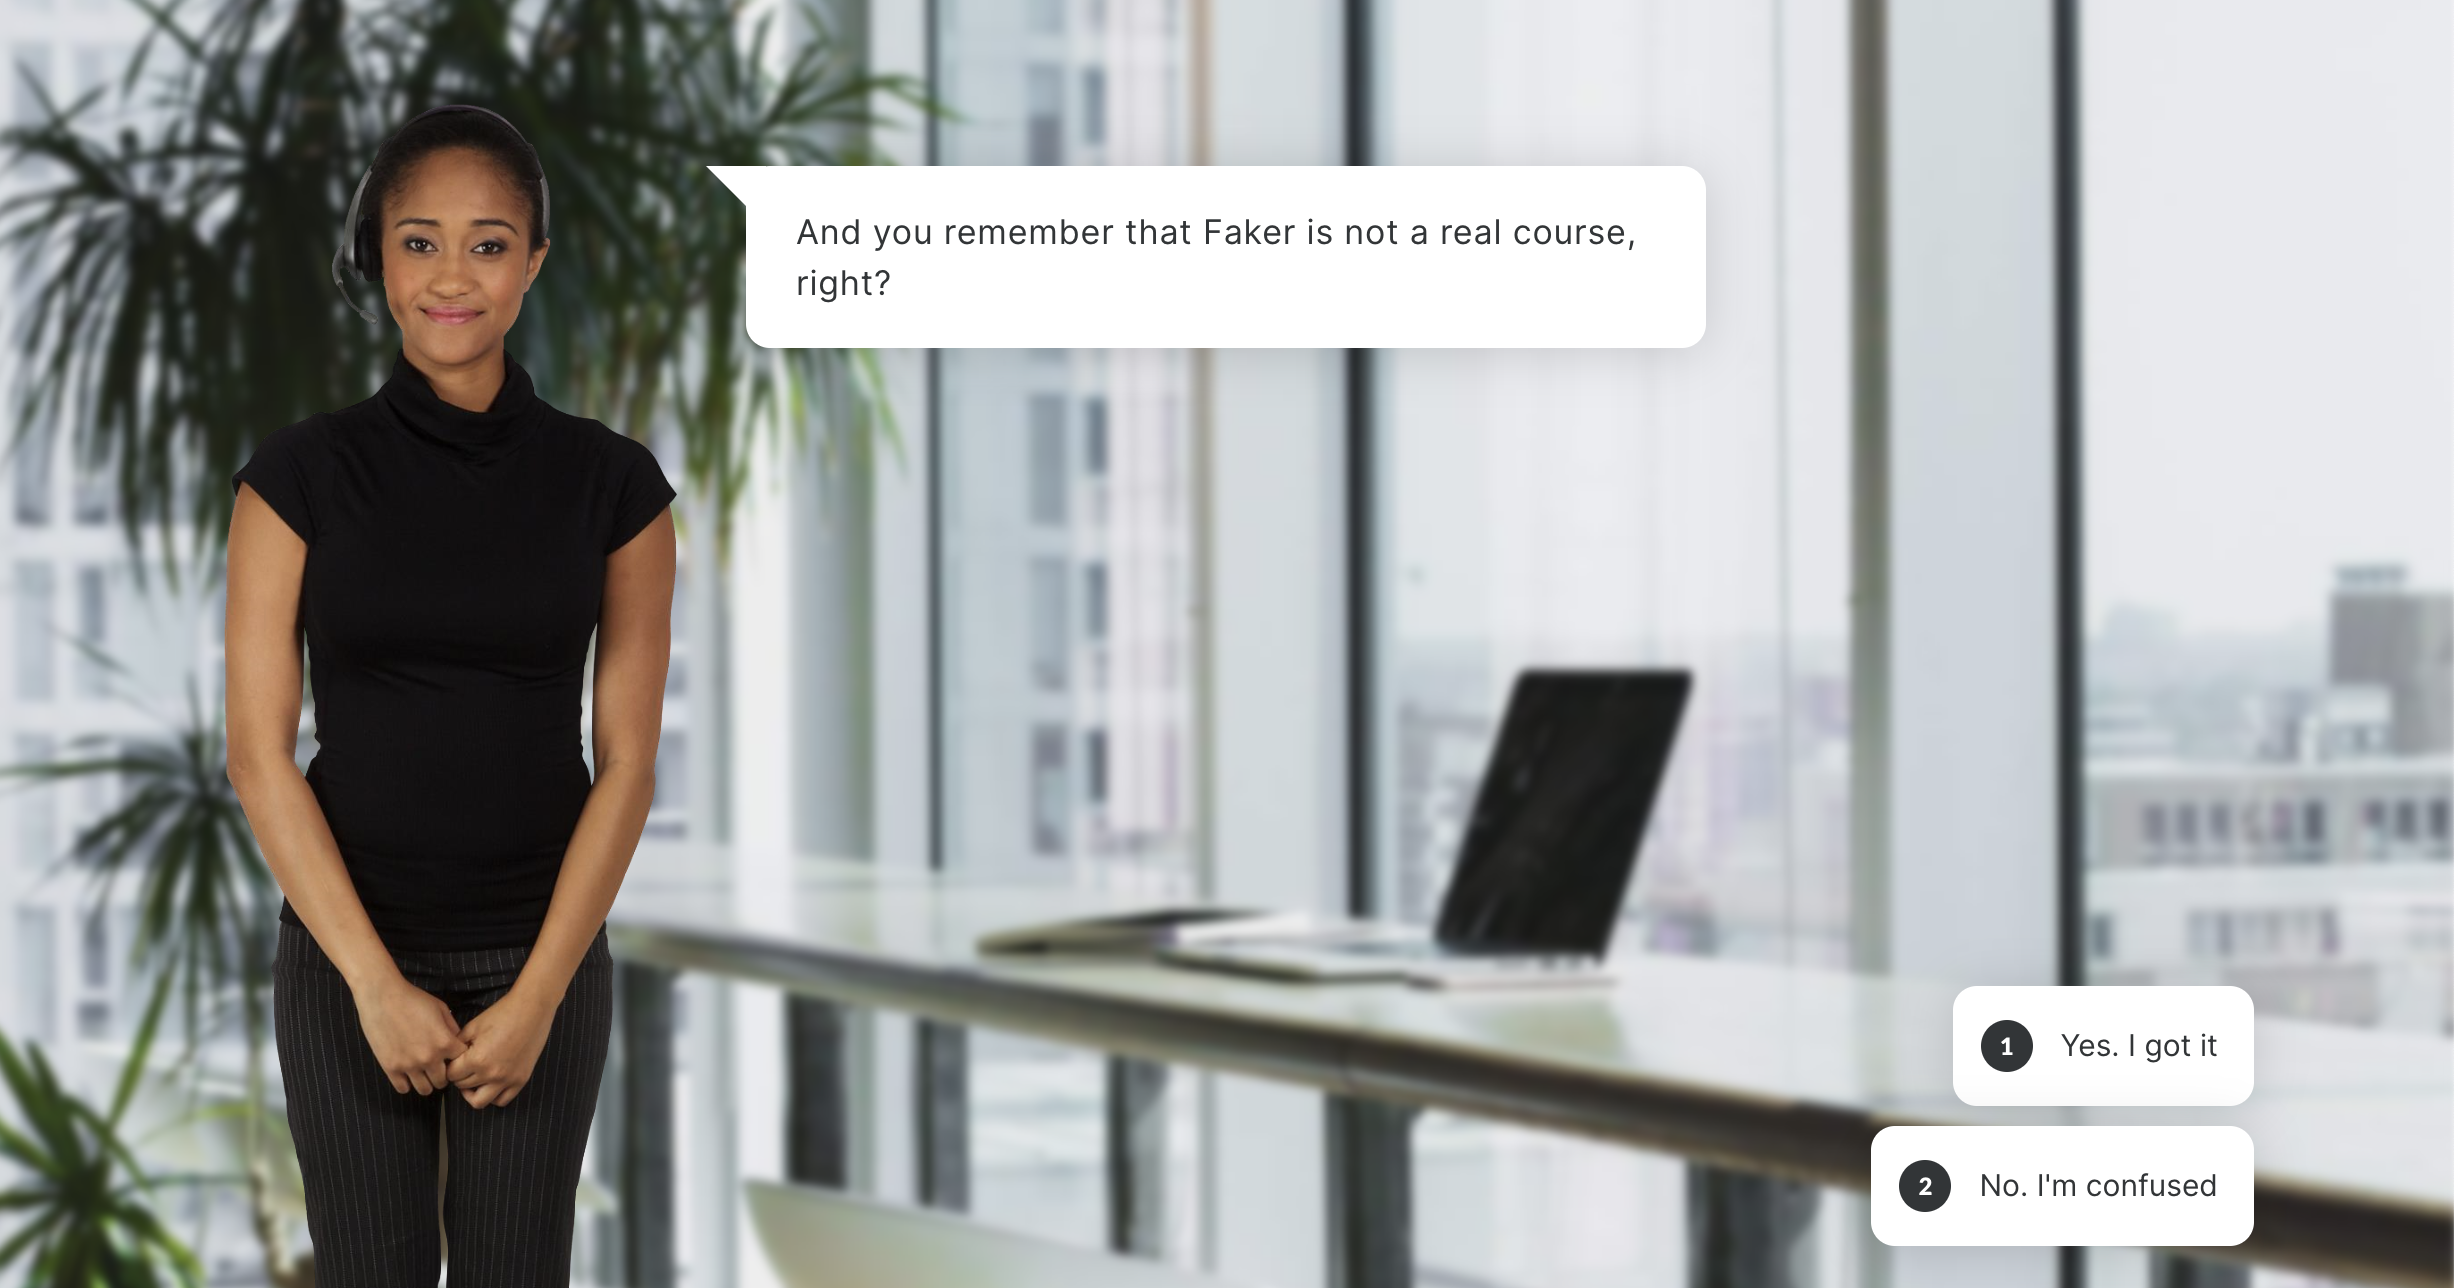 And you remember that Faker is not a real course,
right?
1 Yes. I got it
2 No. I'm confused